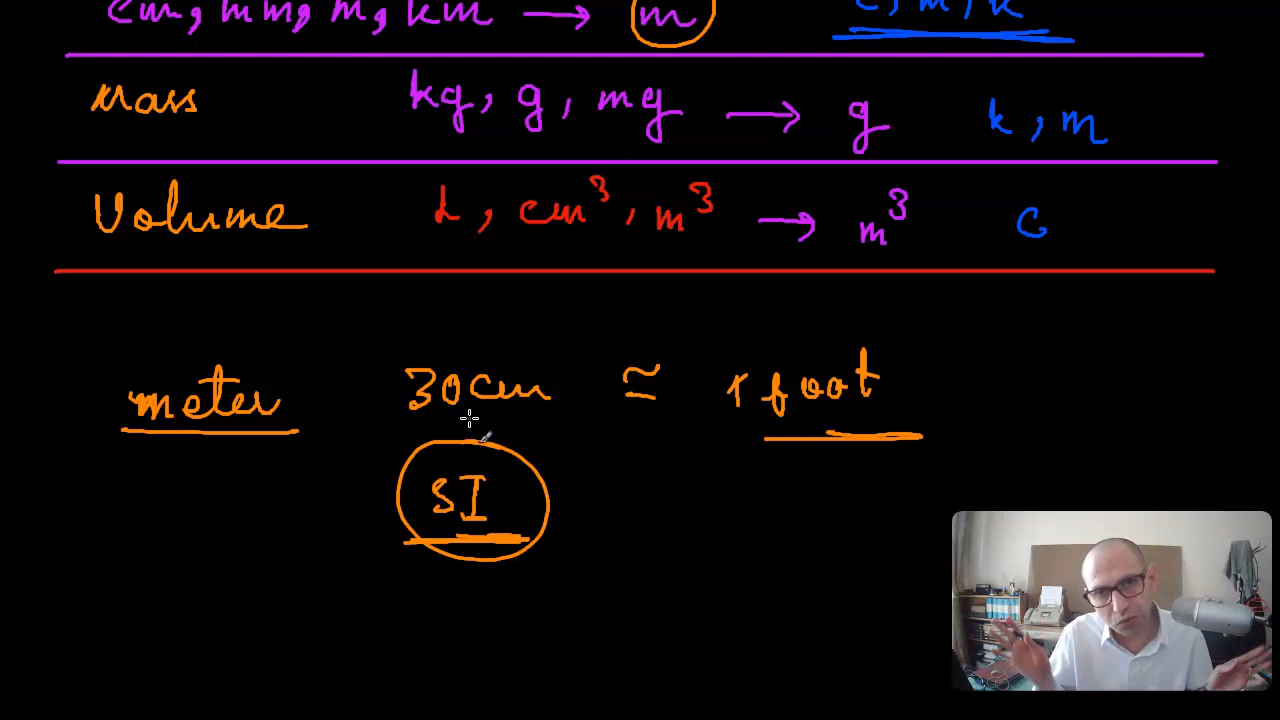 cm, mm, m, km → m c, m, k
Mass kg, g, mg → g k, m
Volume L, cm³, m³ → m³ c
meter 30cm ≃ 1 foot
SI